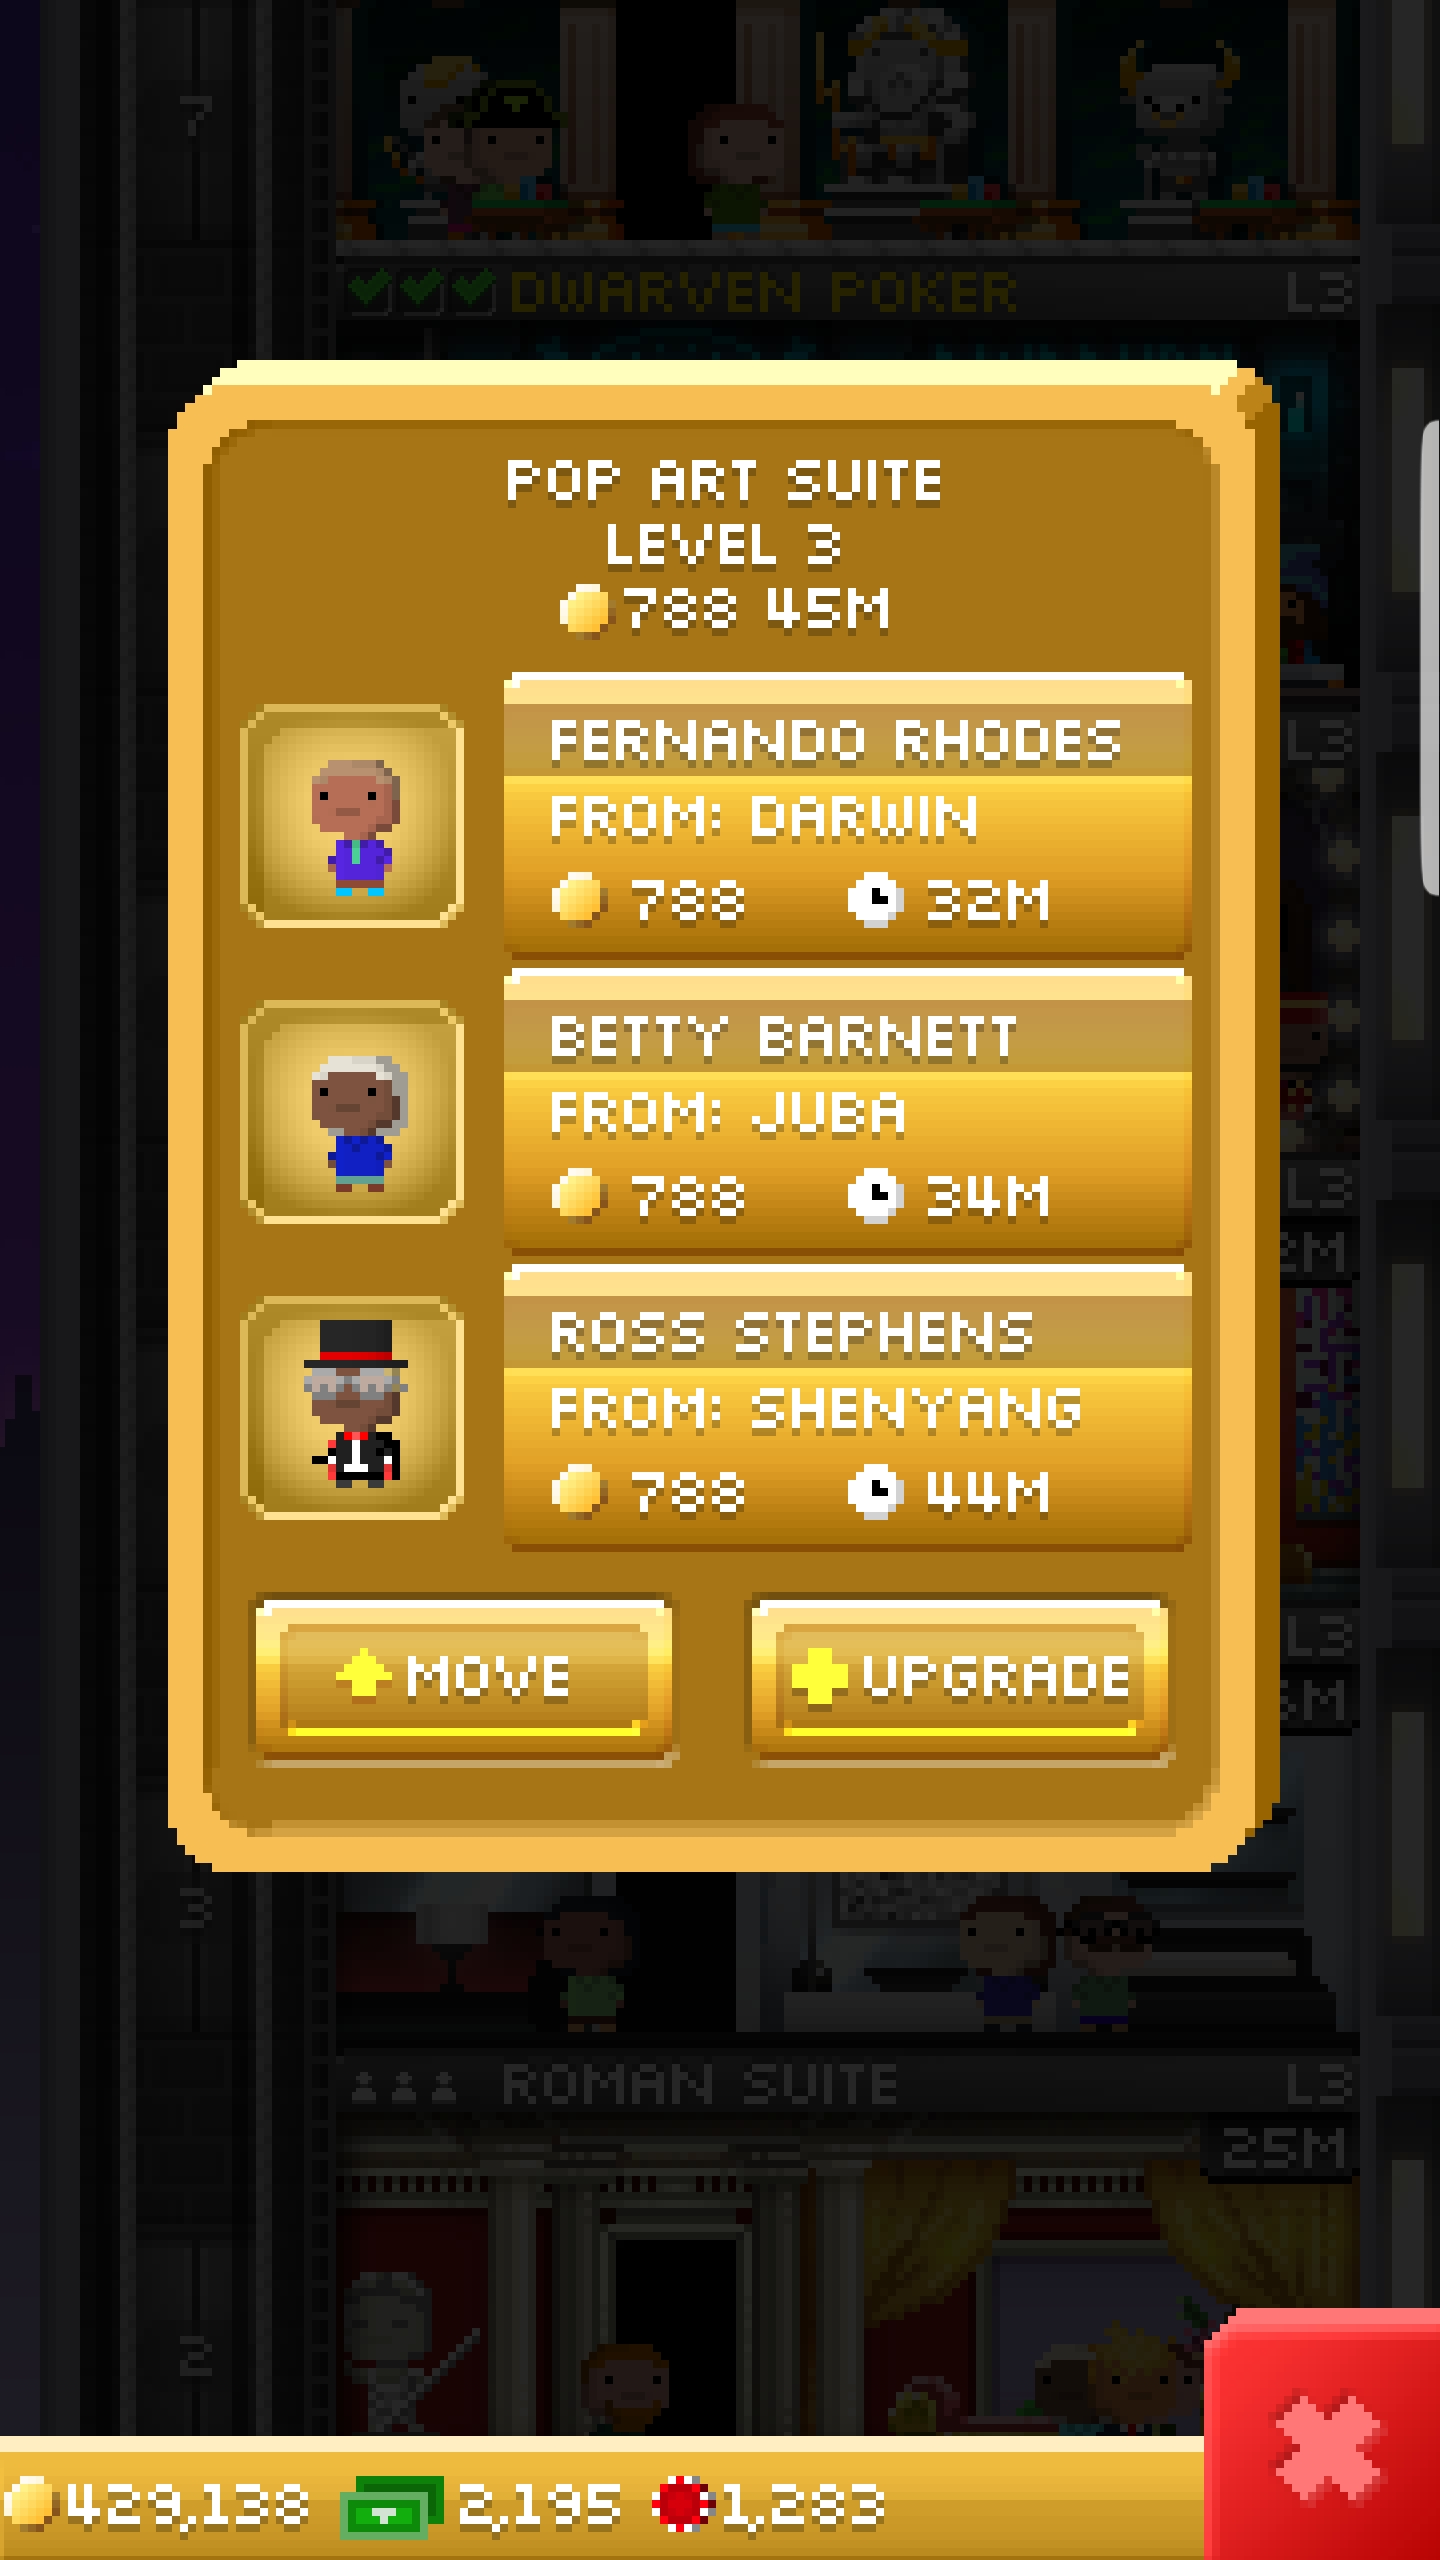 7
DWARVEN POKER L3
POP ART SUITE
LEVEL 3
788 45M
FERNANDO RHODES
FROM: DARWIN
788 32M
L3
BETTY BARNETT
FROM: JUBA
788 34M
L3
ROSS STEPHENS
FROM: SHENYANG
788 44M
L3
MOVE UPGRADE
3
ROMAN SUITE L3
25M
2
429,138 2,195 1,283